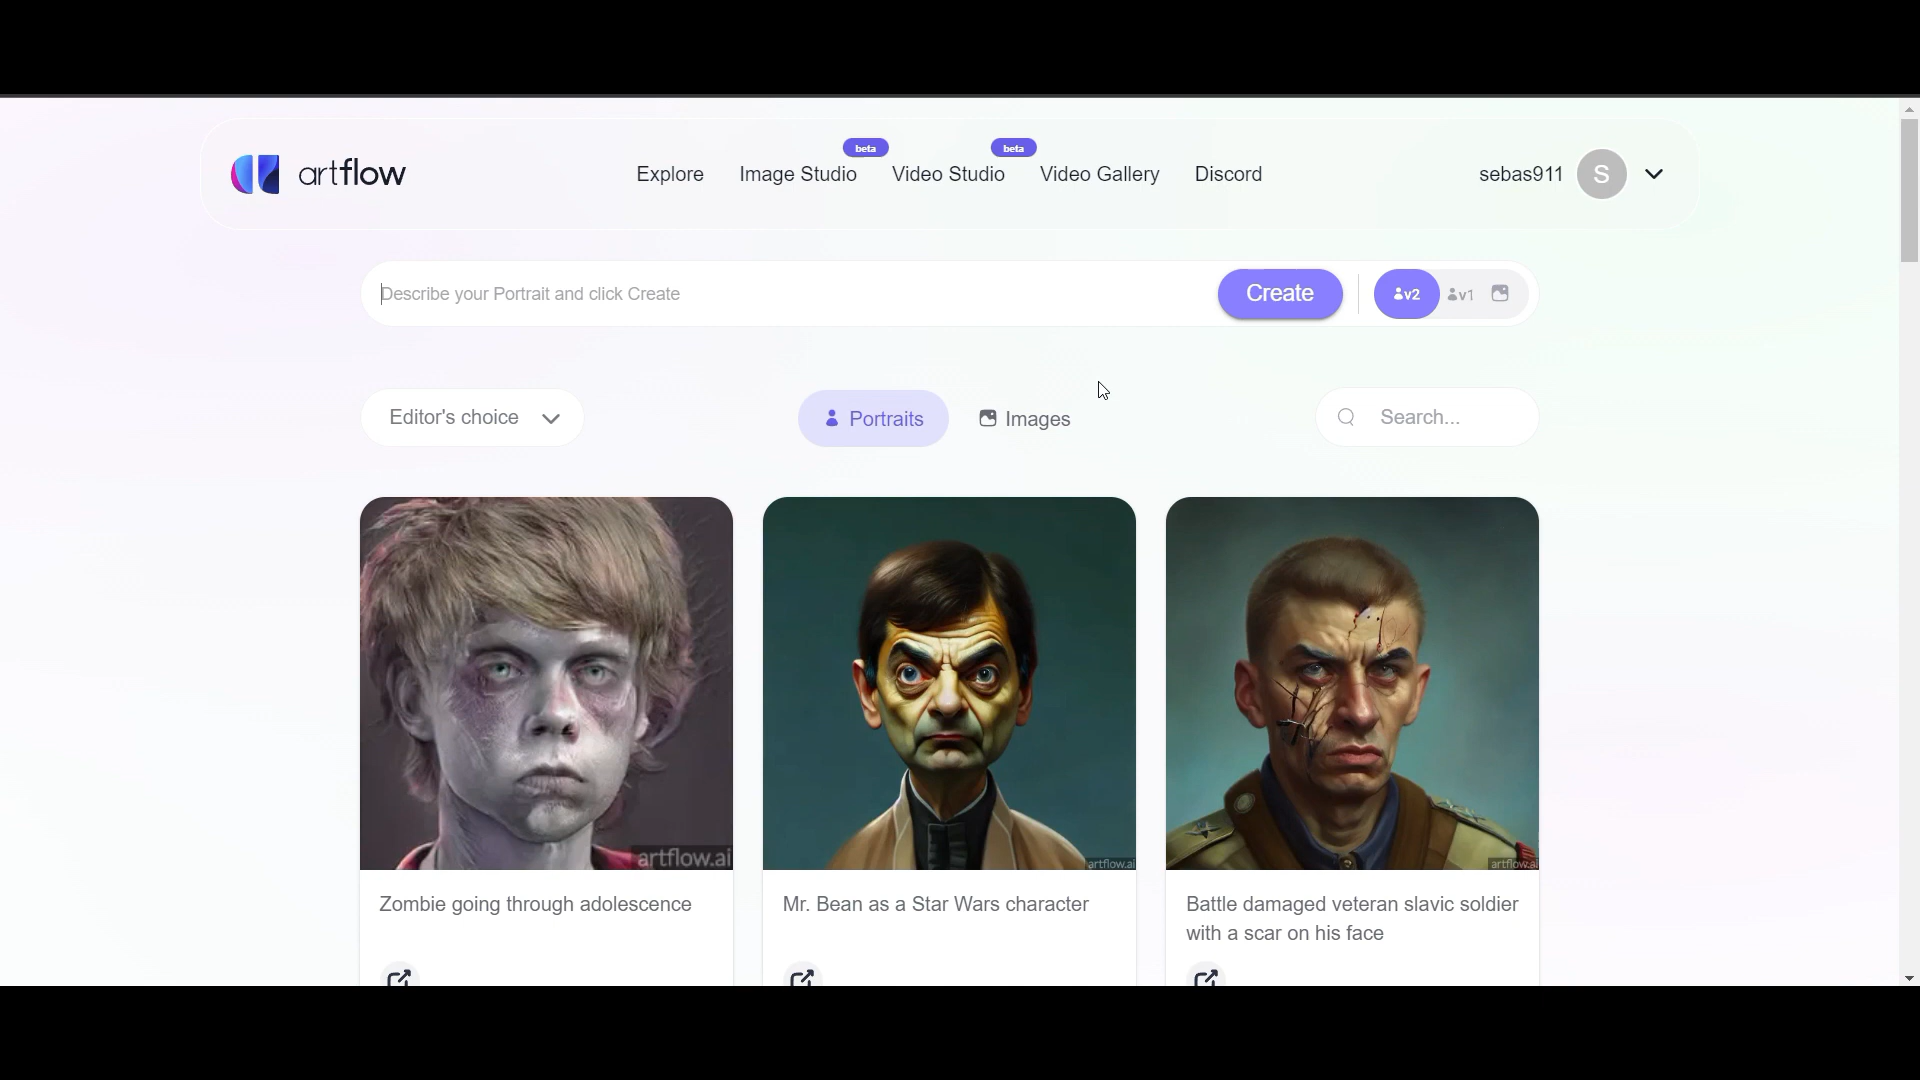 artflow
Explore
Image Studio
beta
Video Studio
beta
Video Gallery
Discord
sebas911
S
Describe your Portrait and click Create
Create
v2
v1
Editor's choice
Portraits
Images
Search...
artflow.ai
artflow.ai
artflow.ai
Zombie going through adolescence
Mr. Bean as a Star Wars character
Battle damaged veteran slavic soldier
with a scar on his face